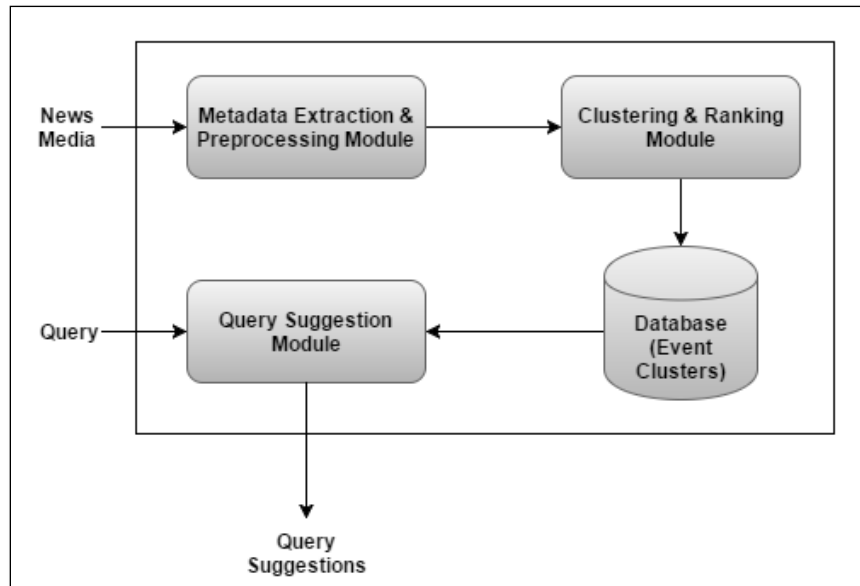 News
Media
Metadata Extraction &
Preprocessing Module
Clustering & Ranking
Module
Query
Query Suggestion
Module
Database
(Event
Clusters)
Query
Suggestions